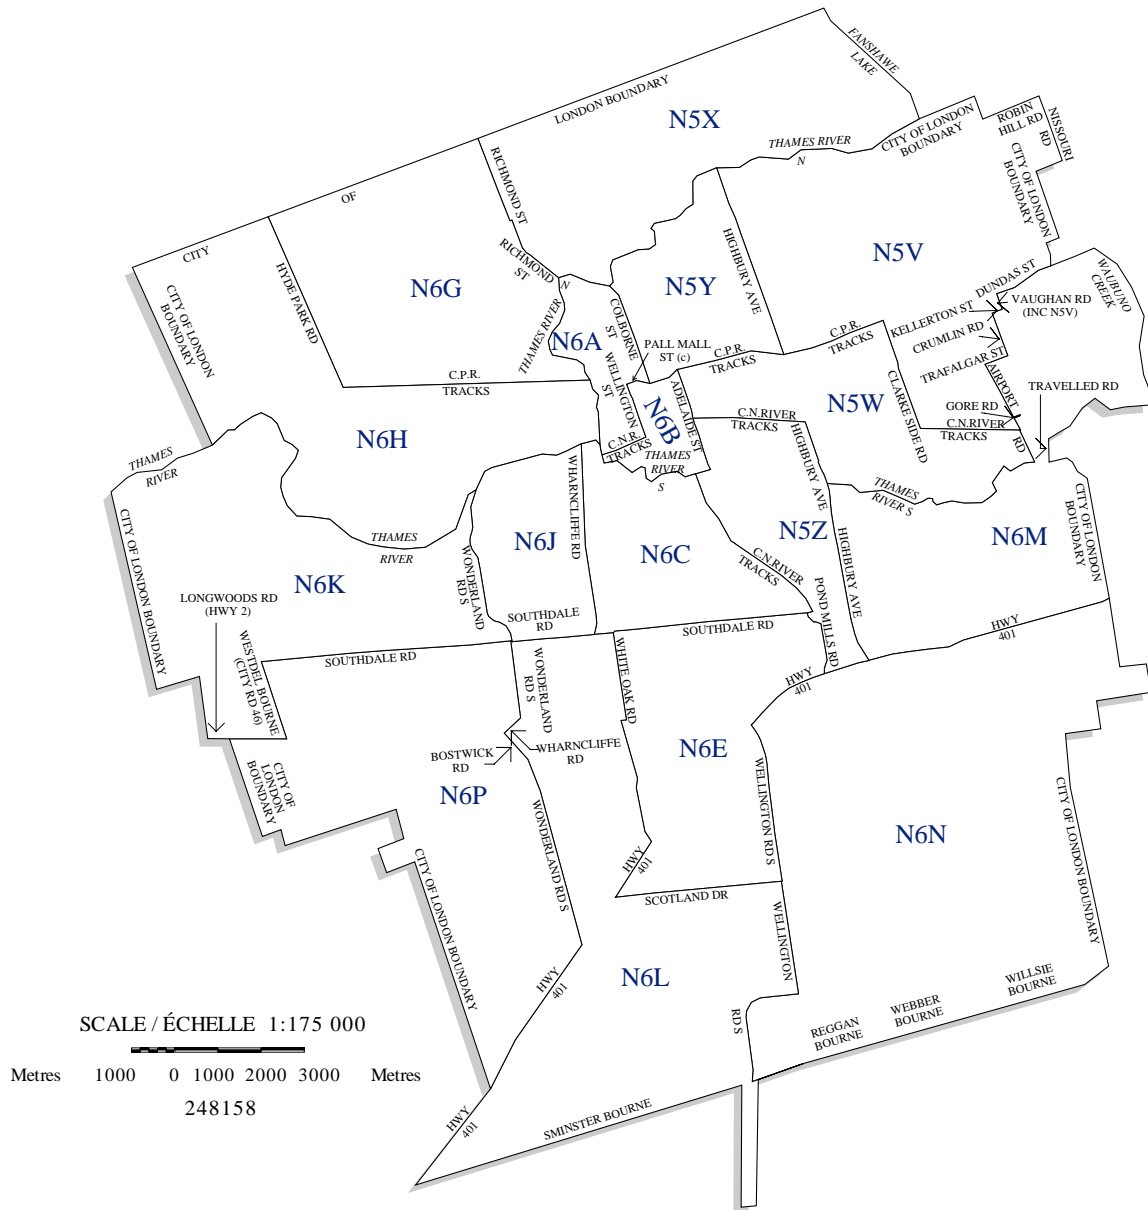 FANSHAWE
LAKE
LONDON BOUNDARY
N5X
THAMES RIVER
N
CITY OF LONDON
BOUNDARY
ROBIN
HILL RD
NISSOURI
RD
CITY OF LONDON
BOUNDARY
RICHMOND ST
OF
CITY
HYDE PARK RD
CITY OF LONDON
BOUNDARY
N6G
RICHMOND
ST
N
THAMES RIVER
HIGHBURY AVE
N5V
N5Y
DUNDAS ST
WAUBUNO
CREEK
KELLERTON ST
VAUGHAN RD
(INC N5V)
CRUMLIN RD
COLBORNE
ST
N6A
PALL MALL
ST (c)
C.P.R.
TRACKS
C.P.R.
TRACKS
TRAFALGAR ST
AIRPORT
RD
TRAVELLED RD
GORE RD
C.P.R.
TRACKS
WELLINGTON
ST
N6B
ADELAIDE ST
N5W
CLARKE SIDE RD
C.N.RIVER
TRACKS
C.N.RIVER
TRACKS
N6H
C.N.R.
TRACKS
THAMES
RIVER
S
THAMES
RIVER
HIGHBURY AVE
THAMES
RIVER S
CITY OF LONDON
BOUNDARY
WHARNCLIFFE RD
N6J
N6C
N5Z
N6M
THAMES
RIVER
WONDERLAND
RD S
C.N.RIVER
TRACKS
HIGHBURY AVE
POND MILLS RD
CITY OF LONDON BOUNDARY
N6K
LONGWOODS RD
(HWY 2)
SOUTHDALE
RD
SOUTHDALE RD
HWY
401
WESTDEL BOURNE
(CITY RD 46)
SOUTHDALE RD
WONDERLAND
RD S
WHITE OAK RD
HWY
401
BOSTWICK
RD
WHARNCLIFFE
RD
N6E
CITY OF
LONDON
BOUNDARY
N6P
WONDERLAND RD S
WELLINGTON RD S
N6N
CITY OF LONDON BOUNDARY
HWY
401
SCOTLAND DR
CITY OF LONDON BOUNDARY
WELLINGTON
RD S
HWY
401
N6L
WILLSIE
BOURNE
WEBBER
BOURNE
REGGAN
BOURNE
SCALE / ÉCHELLE 1:175 000
Metres 1000 0 1000 2000 3000 Metres
248158
HWY
401
SMINSTER BOURNE